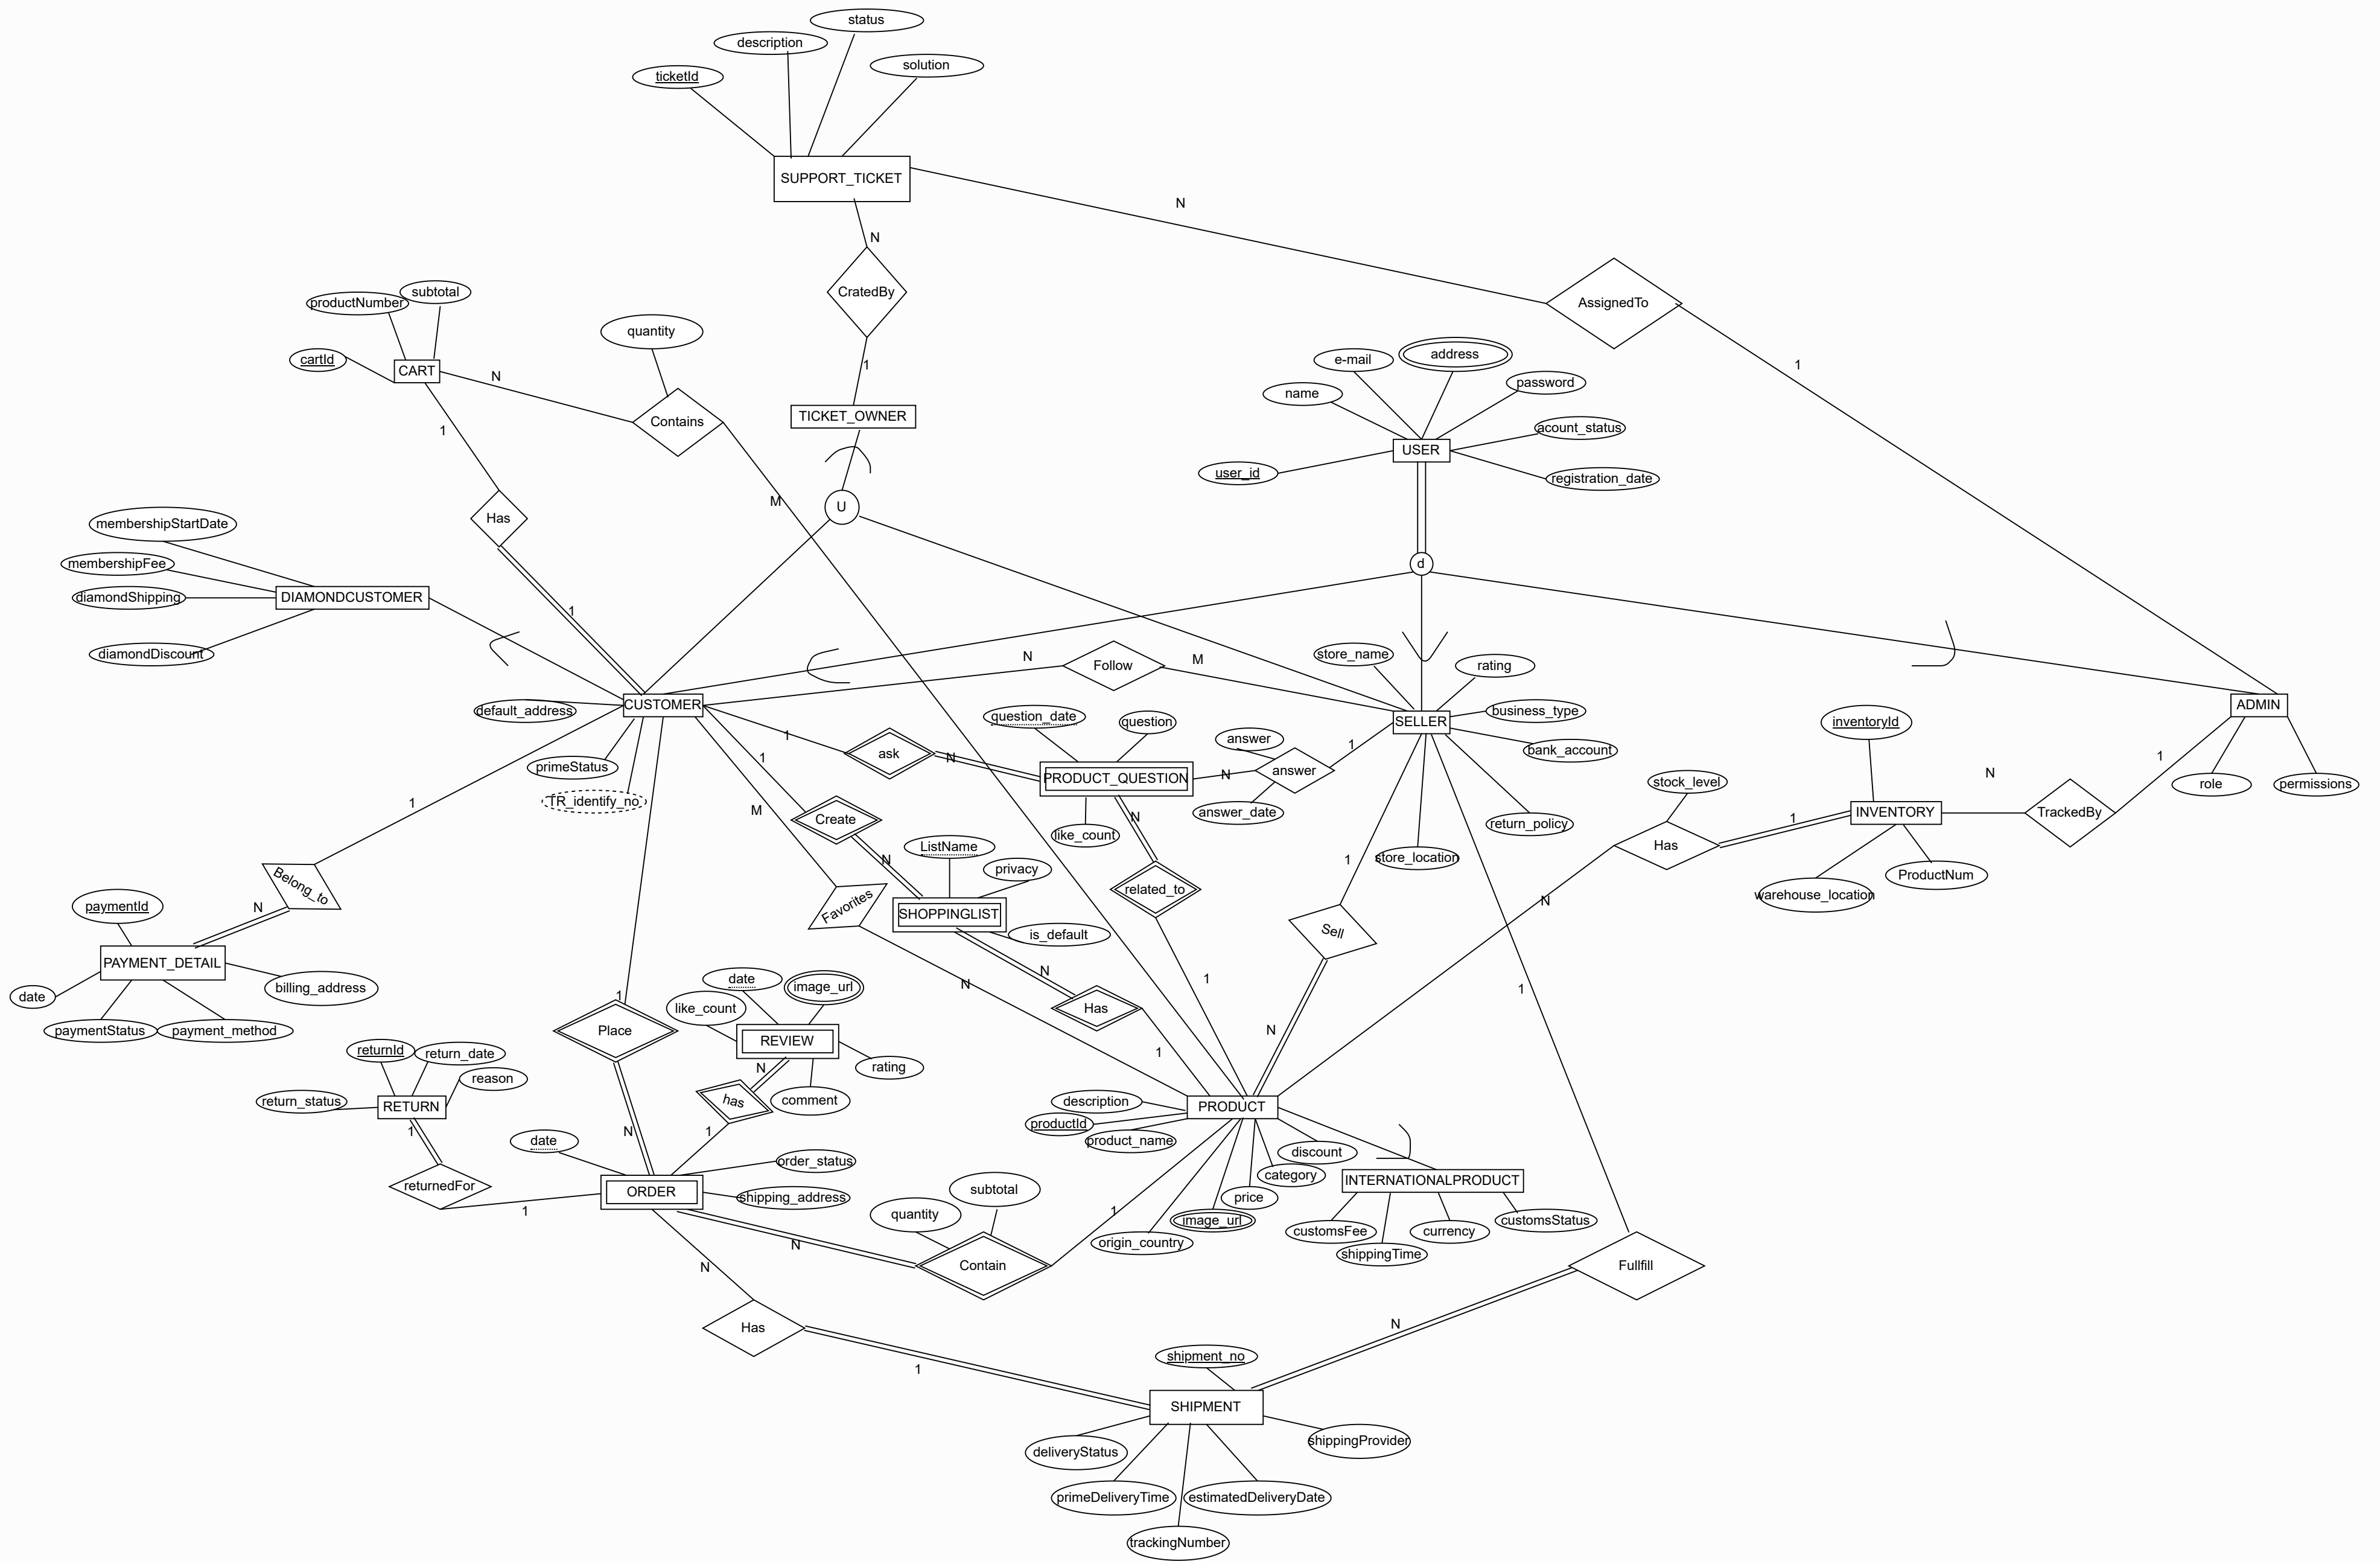 status
description
solution
ticketId
SUPPORT_TICKET
N
N
CratedBy
AssignedTo
subtotal
productNumber
quantity
cartId
CART
N
1
1
e-mail
address
password
name
acount_status
Contains
TICKET_OWNER
1
USER
user_id
registration_date
M
U
Has
membershipStartDate
membershipFee
d
diamondShipping
DIAMONDCUSTOMER
1
diamondDiscount
N
Follow
M
store_name
rating
default_address
CUSTOMER
question_date
question
SELLER
business_type
inventoryId
ADMIN
1
ask
N
answer
1
bank_account
1
primeStatus
1
PRODUCT_QUESTION
N
answer
N
stock_level
role
permissions
TR_identify_no
1
M
Create
like_count
N
answer_date
return_policy
1
INVENTORY
TrackedBy
ListName
N
privacy
1
store_location
Has
ProductNum
Belong_to
related_to
warehouse_location
paymentId
N
Favorites
SHOPPINGLIST
is_default
Sell
N
PAYMENT_DETAIL
date
billing_address
date
image_url
N
N
1
1
1
like_count
Has
paymentStatus
payment_method
Place
REVIEW
N
returnId
return_date
reason
N
rating
1
return_status
RETURN
has
comment
description
PRODUCT
productId
1
N
1
date
product_name
discount
order_status
category
INTERNATIONALPRODUCT
returnedFor
ORDER
shipping_address
subtotal
price
quantity
1
image_url
customsStatus
1
origin_country
customsFee
currency
N
shippingTime
N
Contain
Fullfill
Has
N
1
shipment_no
SHIPMENT
deliveryStatus
shippingProvider
primeDeliveryTime
estimatedDeliveryDate
trackingNumber